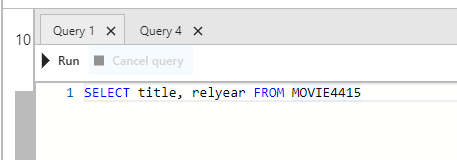 10
Query 1 ✕ Query 4 ✕
Run Cancel query
1 SELECT title, relyear FROM MOVIE4415